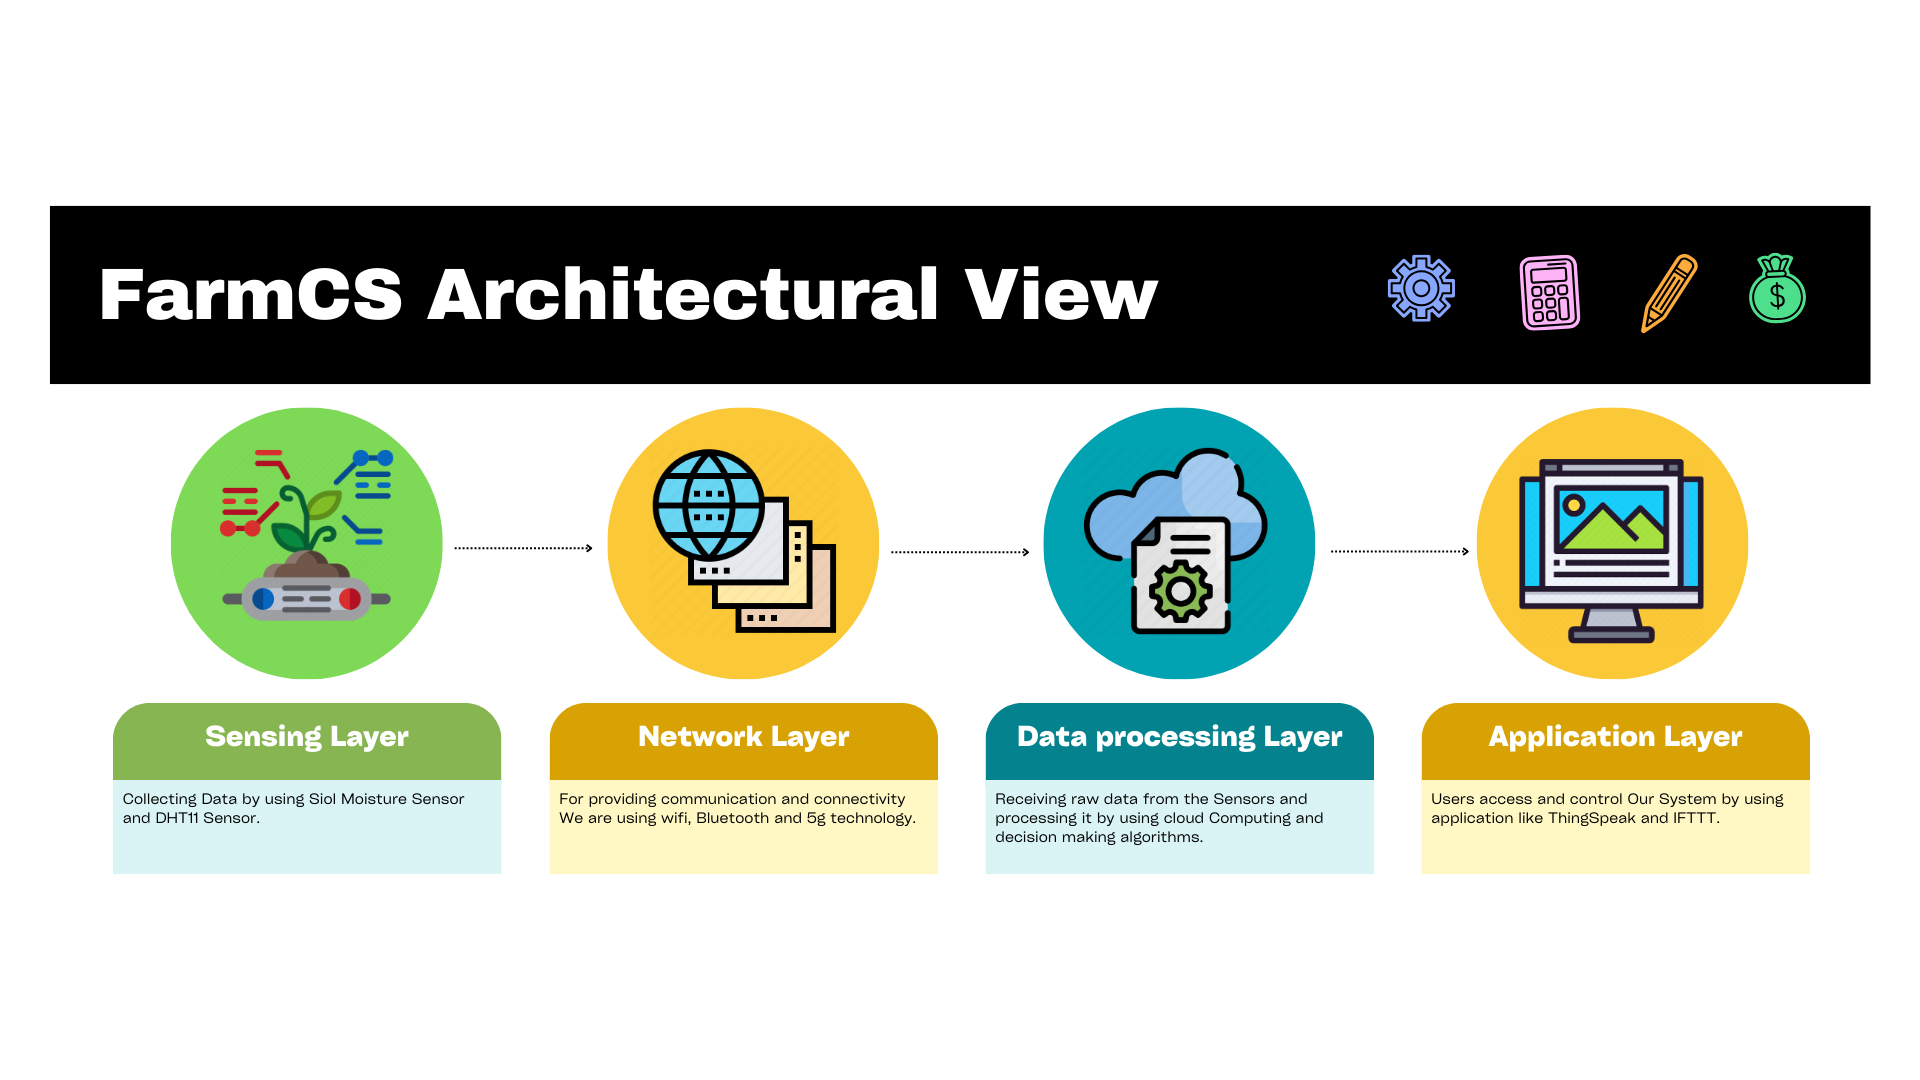 FarmCS Architectural View
$
Sensing Layer
Collecting Data by using Siol Moisture Sensor
and DHT11 Sensor.
Network Layer
For providing communication and connectivity
We are using wifi, Bluetooth and 5g technology.
Data processing Layer
Receiving raw data from the Sensors and
processing it by using cloud Computing and
decision making algorithms.
Application Layer
Users access and control Our System by using
application like ThingSpeak and IFTTT.